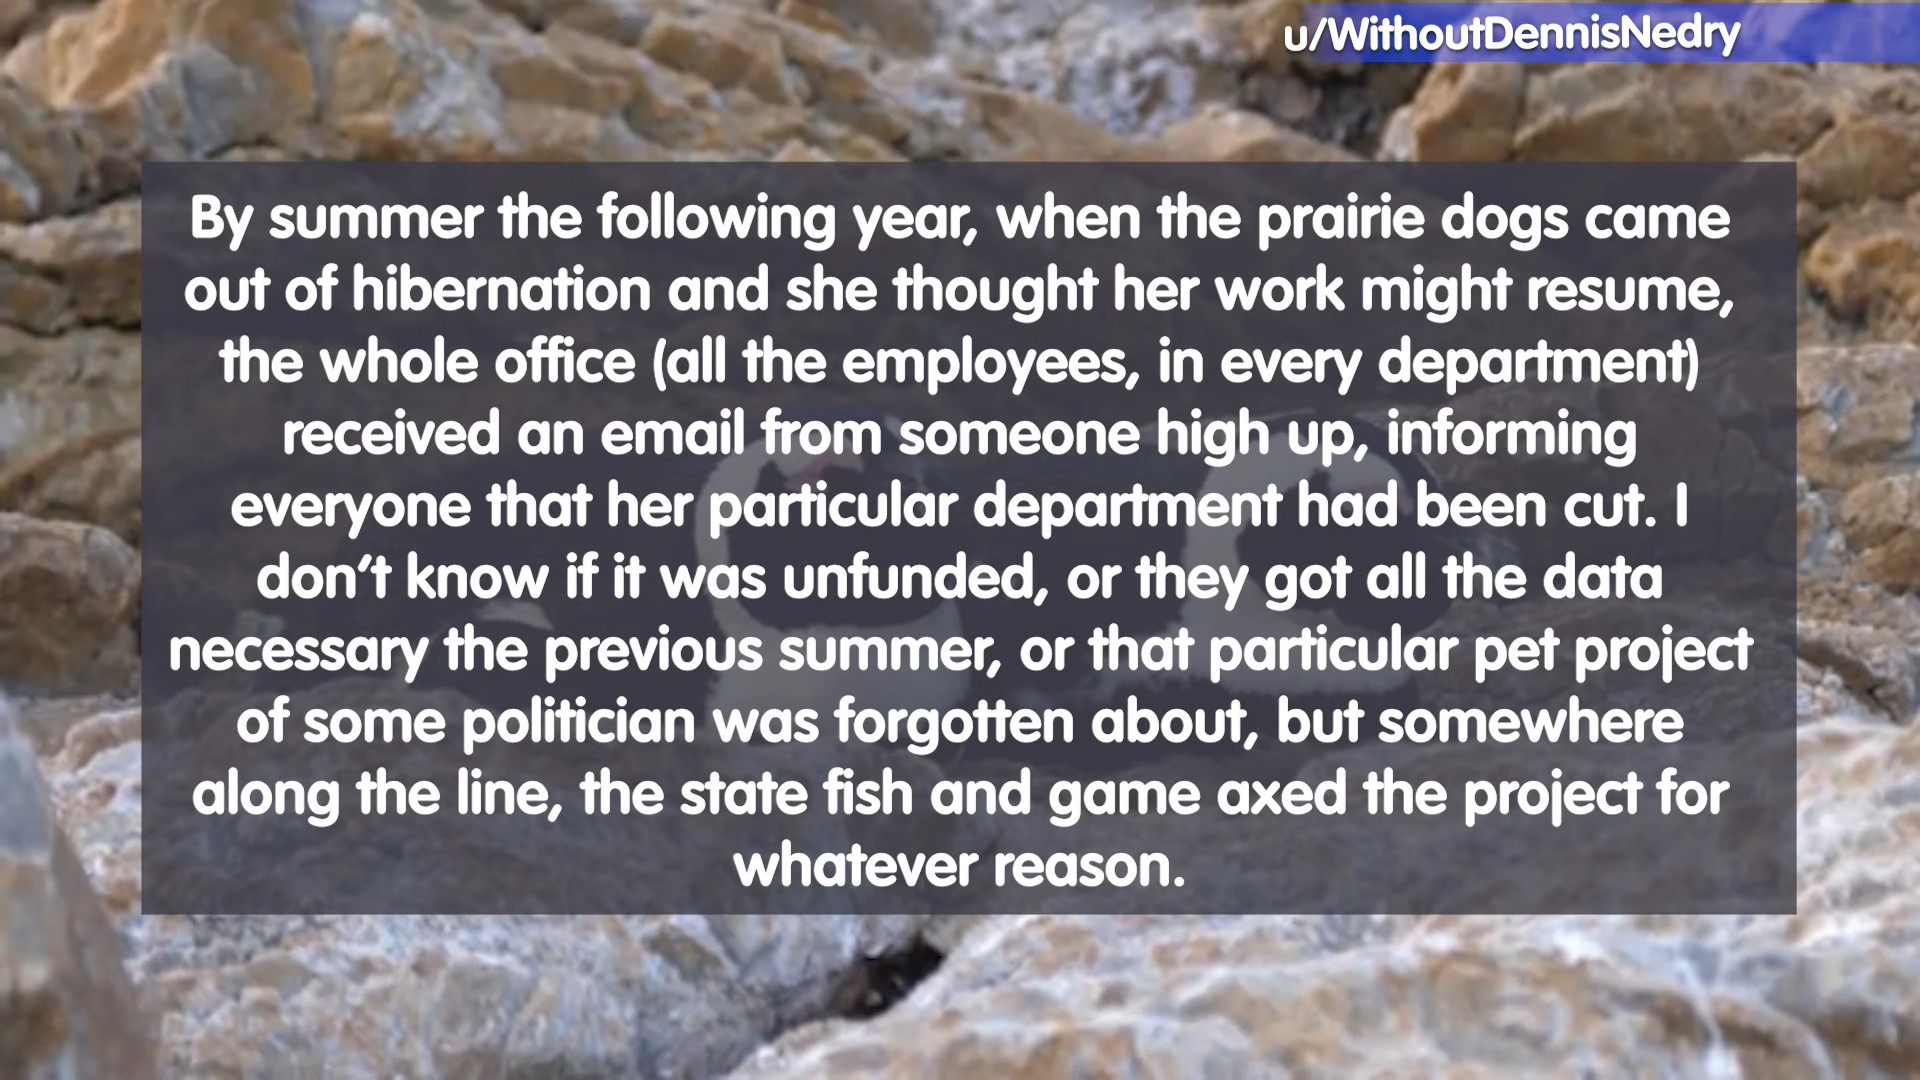 u/WithoutDennisNedry
By summer the following year, when the prairie dogs came
out of hibernation and she thought her work might resume,
the whole office (all the employees, in every department)
received an email from someone high up, informing
everyone that her particular department had been cut. I
don't know if it was unfunded, or they got all the data
necessary the previous summer, or that particular pet project
of some politician was forgotten about, but somewhere
along the line, the state fish and game axed the project for
whatever reason.